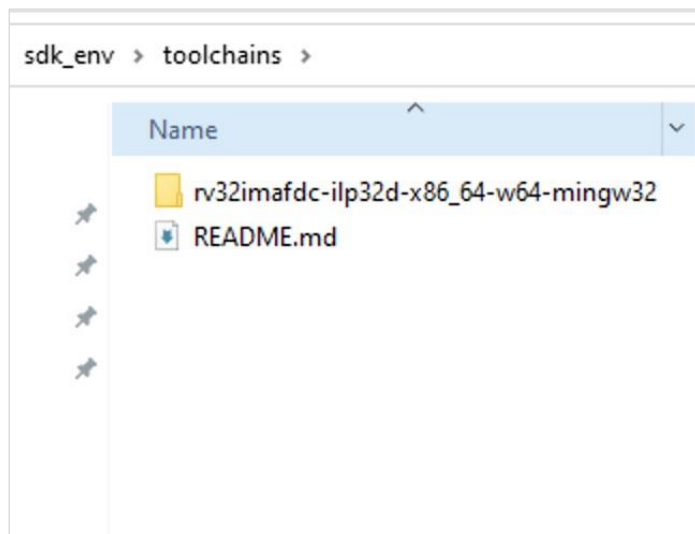 sdk_env > toolchains >
Name
rv32imafdc-ilp32d-x86_64-w64-mingw32
README.md